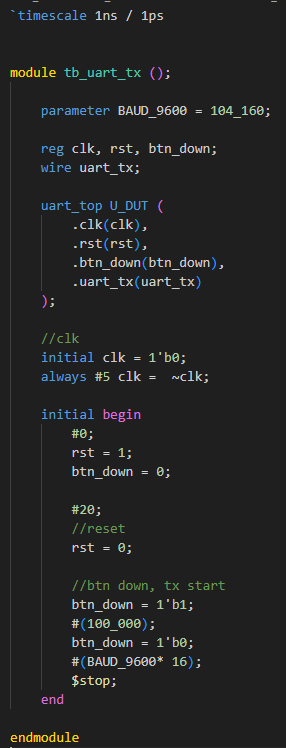 `timescale 1ns / 1ps
module tb_uart_tx ();
parameter BAUD_9600 = 104_160;
reg clk, rst, btn_down;
wire uart_tx;
uart_top U_DUT (
.clk(clk),
.rst(rst),
.btn_down(btn_down),
.uart_tx(uart_tx)
);
//clk
initial clk = 1'b0;
always #5 clk =  ~clk;
initial begin
#0;
rst = 1;
btn_down = 0;
#20;
//reset
rst = 0;
//btn down, tx start
btn_down = 1'b1;
#(100_000);
btn_down = 1'b0;
#(BAUD_9600* 16);
$stop;
end
endmodule